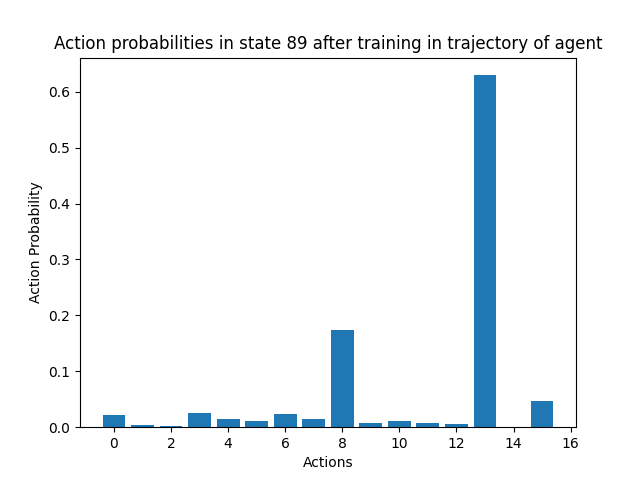 Action probabilities in state 89 after training in trajectory of agent
0.6
0.5
0.4
0.3
0.2
0.1
0.0
Action Probability
0 2 4 6 8 10 12 14 16
Actions